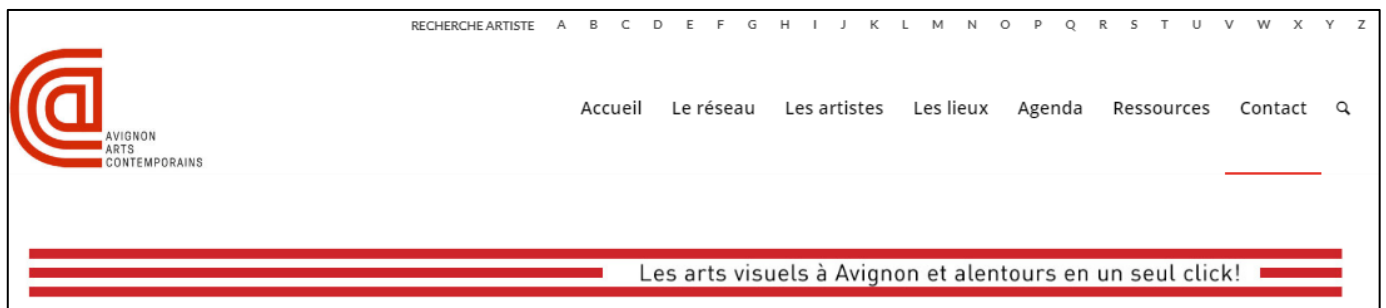 RECHERCHE ARTISTE A B C D E F G H I J K L M N O P Q R S T U V W X Y Z
Accueil Le réseau Les artistes Les lieux Agenda Ressources Contact
AVIGNON
ARTS
CONTEMPORAINS
Les arts visuels à Avignon et alentours en un seul click!